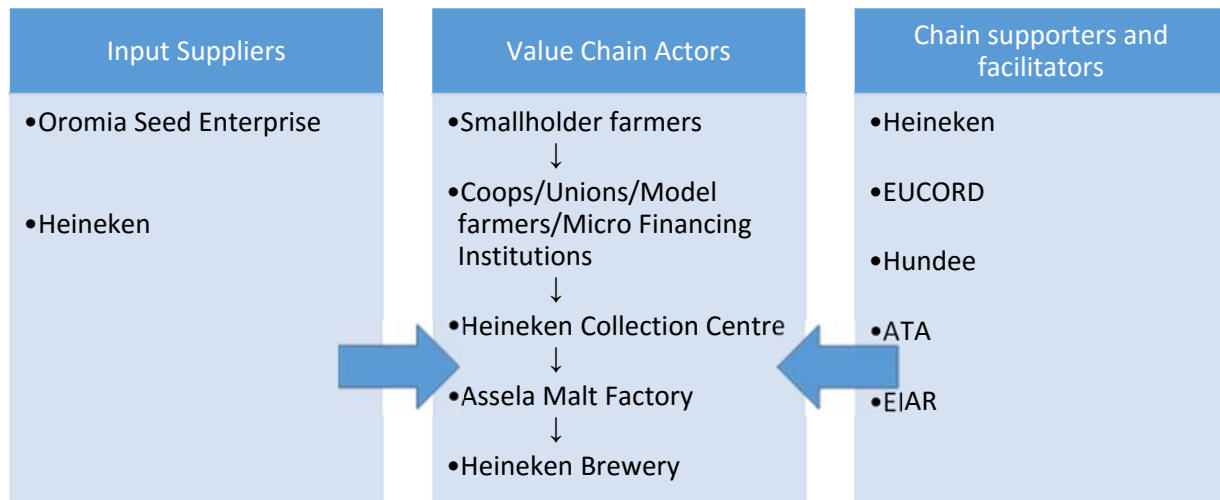 Input Suppliers
•Oromia Seed Enterprise
•Heineken
Value Chain Actors
•Smallholder farmers
↓
•Coops/Unions/Model
farmers/Micro Financing
Institutions
↓
•Heineken Collection Centre
↓
•Assela Malt Factory
↓
•Heineken Brewery
Chain supporters and
facilitators
•Heineken
•EUCORD
•Hundee
•ATA
•EIAR